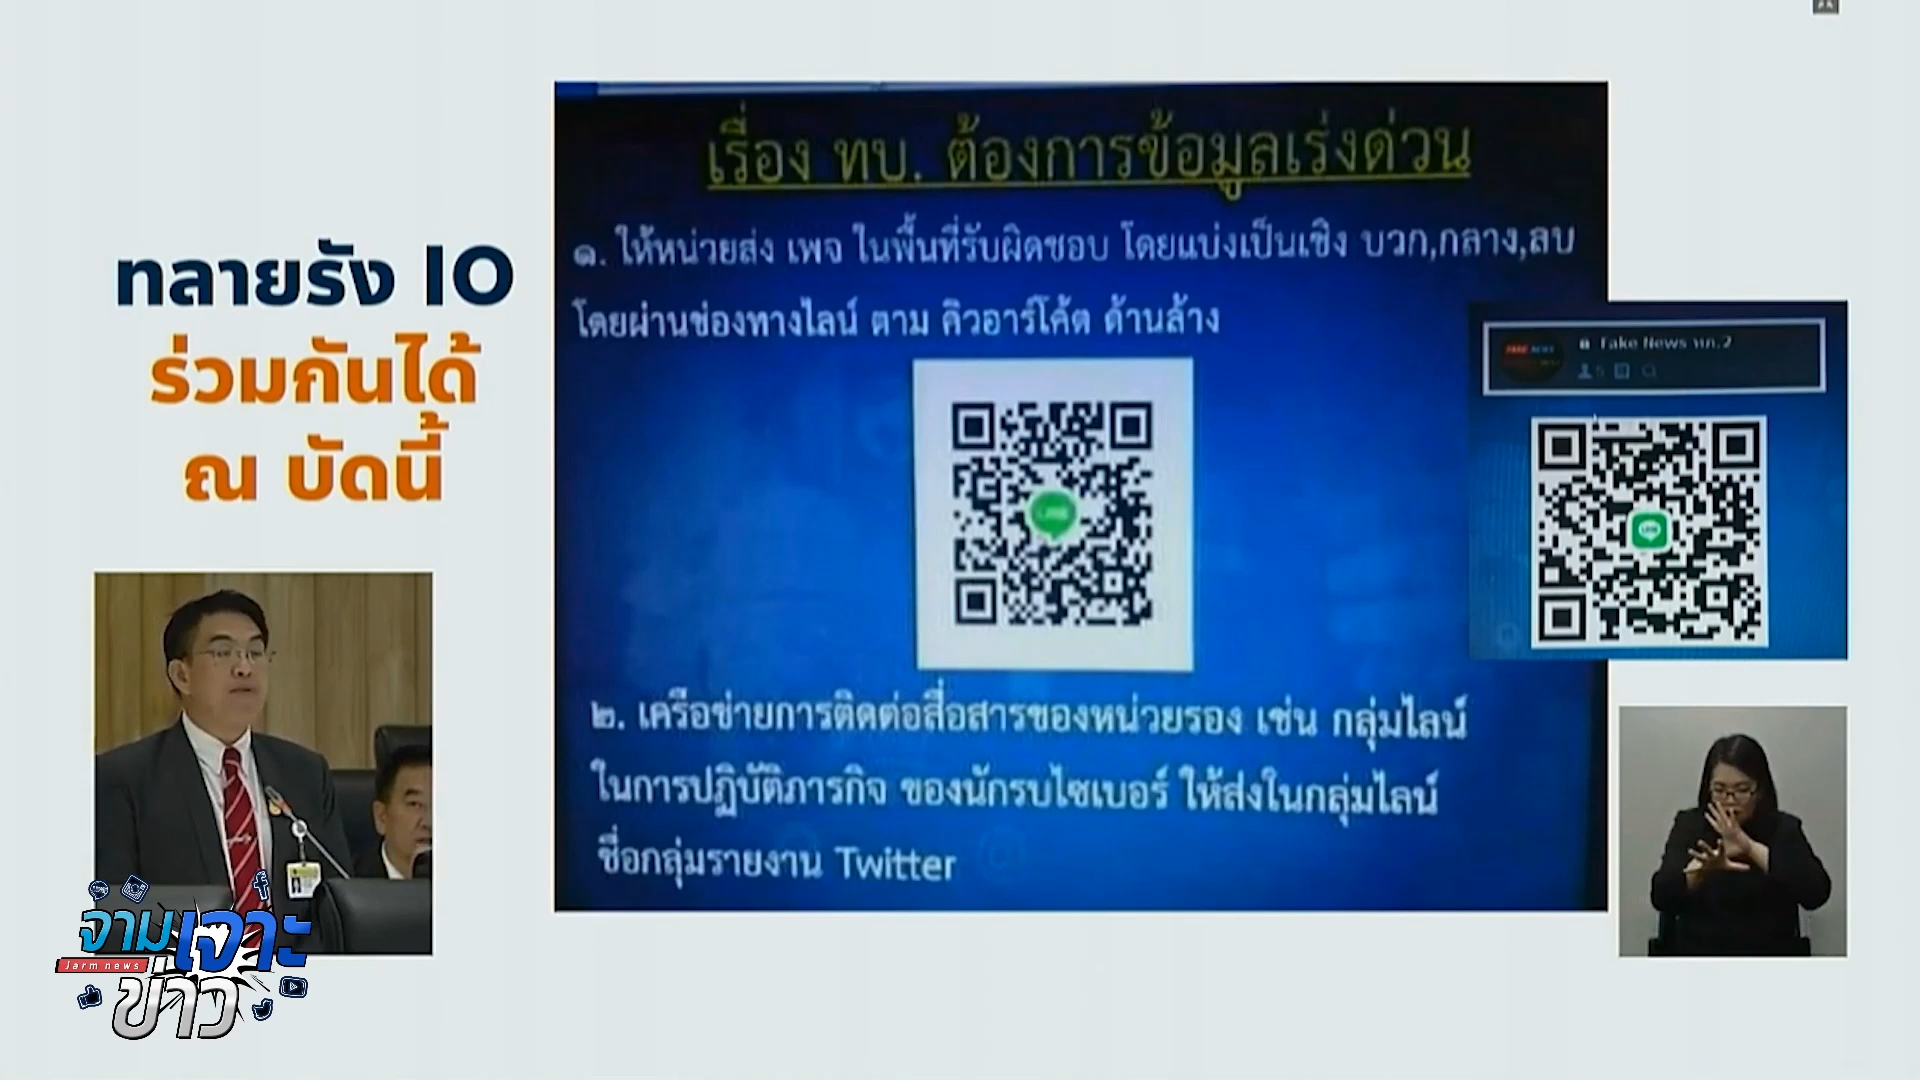 ทลายรัง IO
ร่วมกันได้
ณ บัดนี้
เรื่อง ทบ. ต้องการข้อมูลเร่งด่วน
๑. ให้หน่วยส่ง เพจ ในพื้นที่รับผิดชอบ โดยแบ่งเป็นเชิง บวก,กลาง,ลบ
โดยผ่านช่องทางไลน์ ตาม คิวอาร์โค้ต ด้านล้าง
LINE
๒. เครือข่ายการติดต่อสื่อสารของหน่วยรอง เช่น กลุ่มไลน์
ในการปฏิบัติภารกิจ ของนักรบไซเบอร์ ให้ส่งในกลุ่มไลน์
ชื่อกลุ่มรายงาน Twitter
FAKE NEWS
Fake News ทภ.2
5
LINE
จามเจาะ
Jarm news
ข่าว